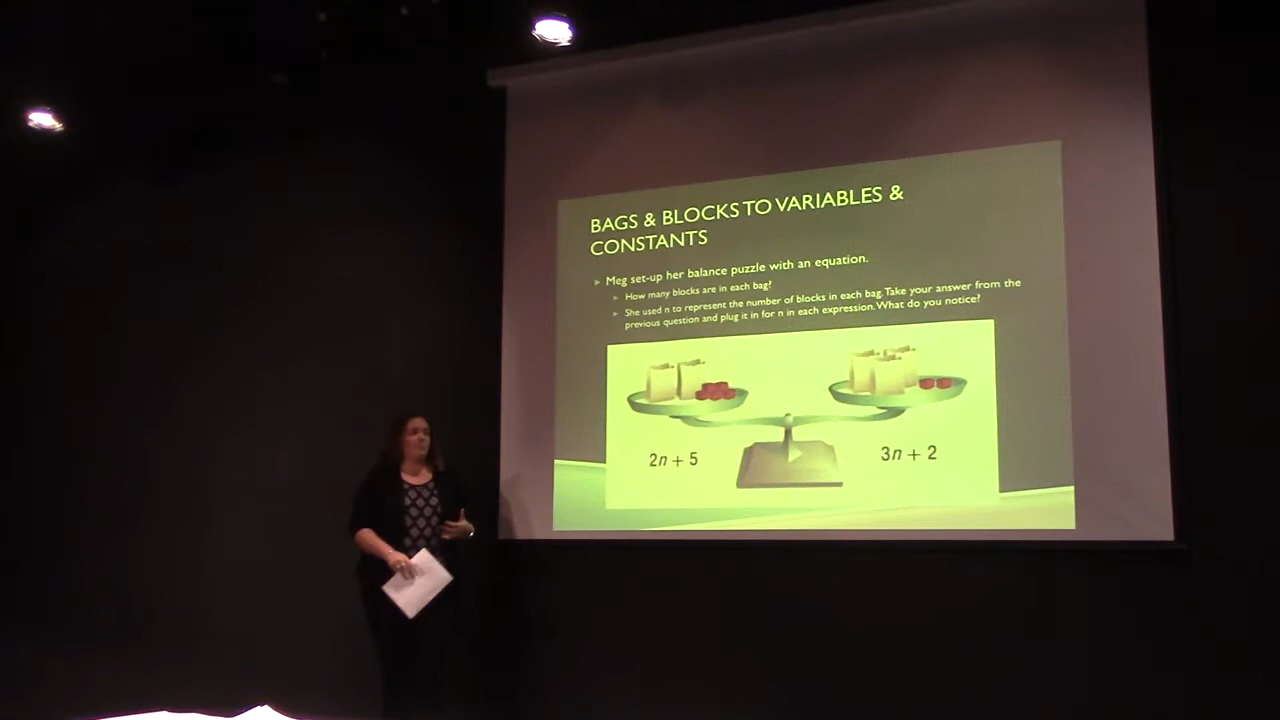 BAGS & BLOCKS TO VARIABLES &
CONSTANTS
Meg set-up her balance puzzle with an equation.
How many blocks are in each bag?
She used n to represent the number of blocks in each bag. Take your answer from the
previous question and plug it in for n in each expression. What do you notice?
2n + 5
3n + 2